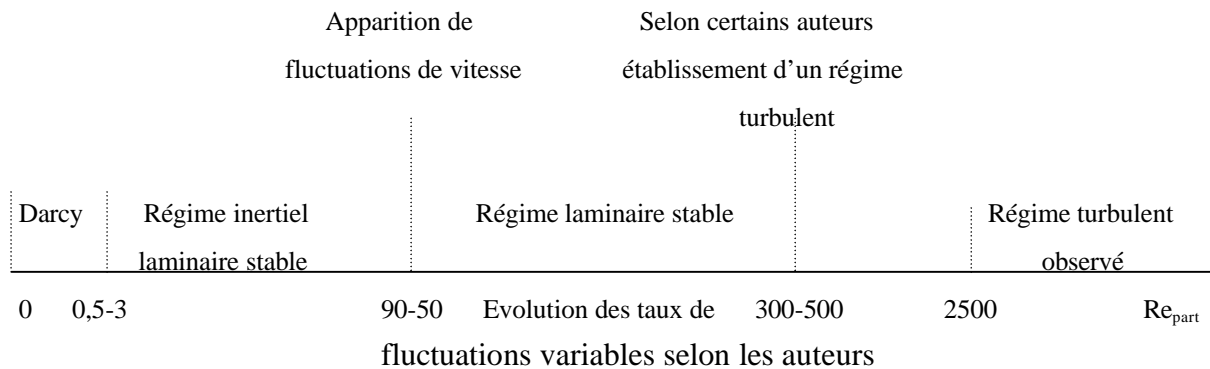 Apparition de
fluctuations de vitesse
Selon certains auteurs
établissement d'un régime
turbulent
Darcy
Régime inertiel
laminaire stable
Régime laminaire stable
Régime turbulent
observé
0
0,5-3
90-50
Evolution des taux de
300-500
2500
Re_part
fluctuations variables selon les auteurs